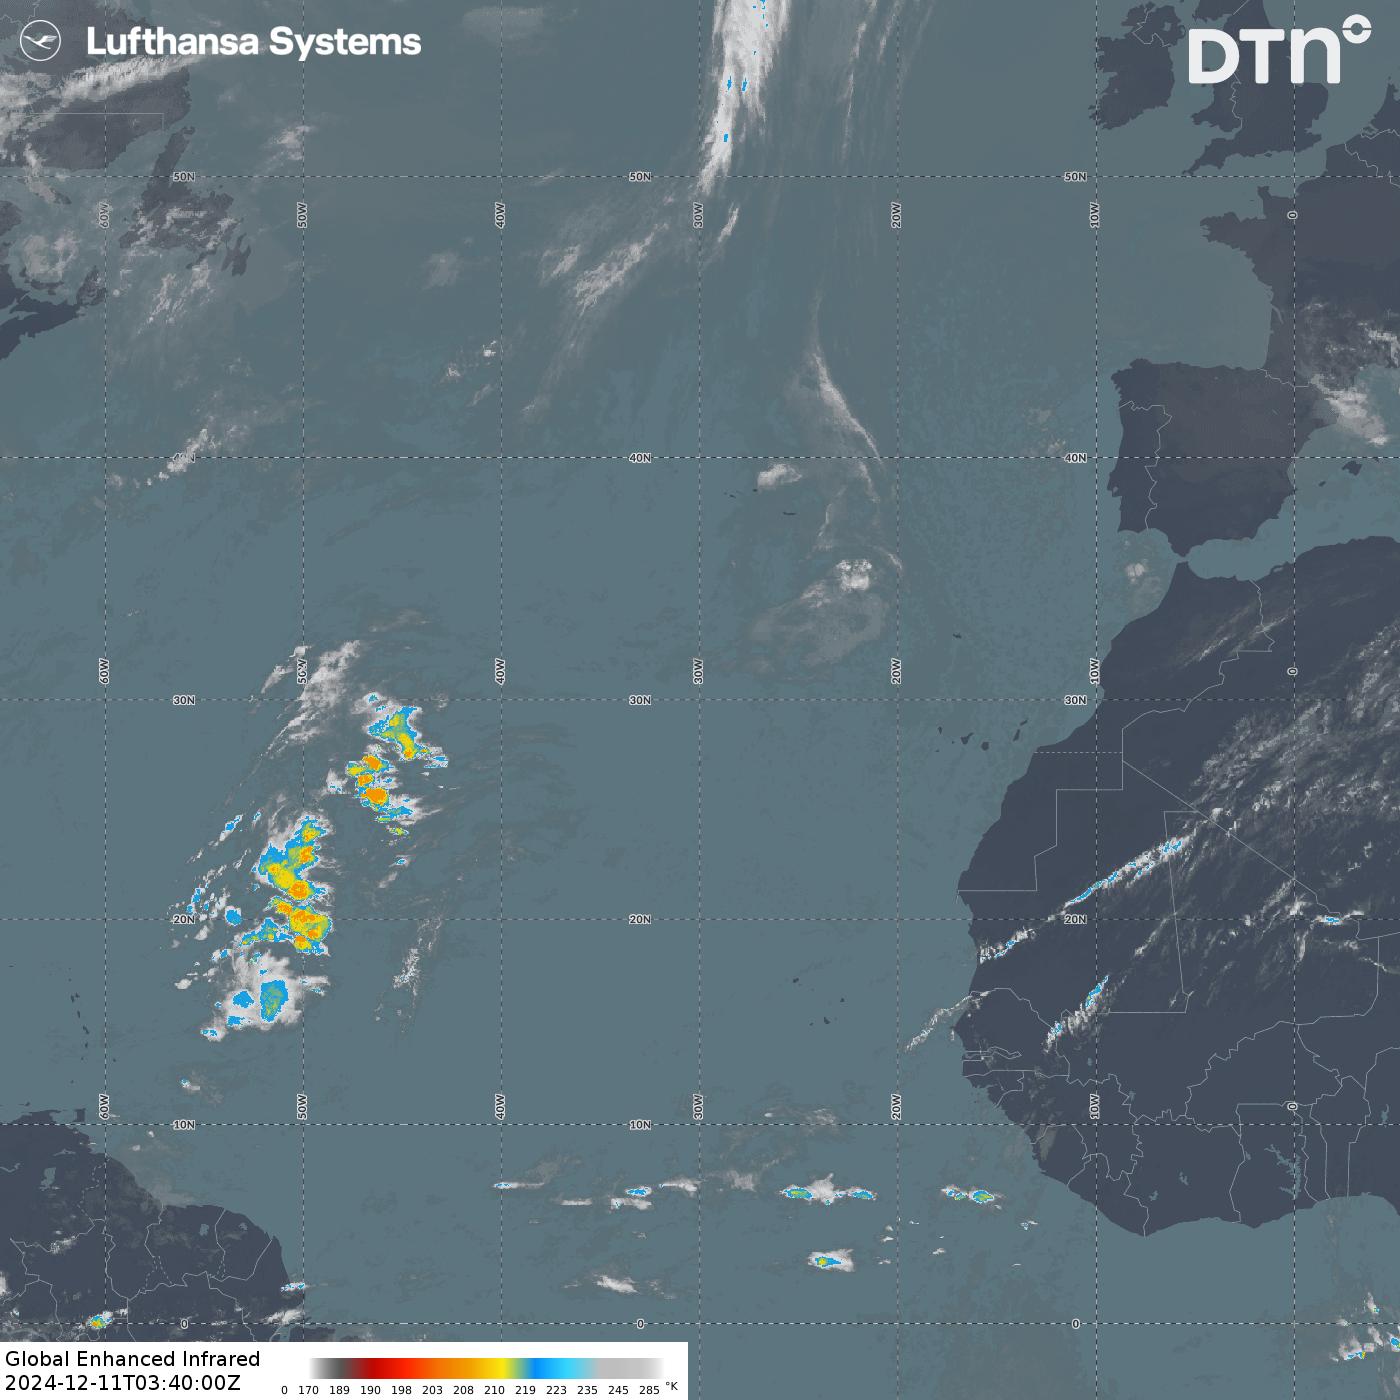 Lufthansa Systems
DTN
50N 50N 50N
60W 50W 40W 30W 20W 10W 0
40N 40N 40N
60W 50W 40W 30W 20W 10W 0
30N 30N 30N
20N 20N 20N
60W 50W 40W 30W 20W 10W 0
10N 10N 10N
0 0 0
Global Enhanced Infrared
2024-12-11T03:40:00Z
0 170 189 190 198 203 208 210 219 223 235 245 285 °K